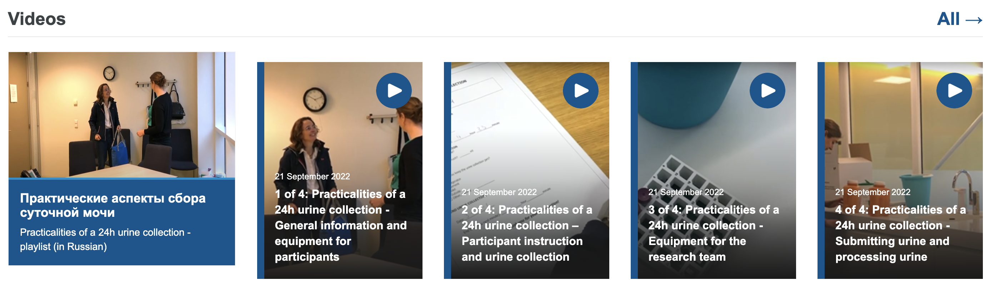 Videos
All →
Практические аспекты сбора
суточной мочи
Practicalities of a 24h urine collection -
playlist (in Russian)
21 September 2022
1 of 4: Practicalities of a
24h urine collection -
General information and
equipment for
participants
21 September 2022
2 of 4: Practicalities of a
24h urine collection –
Participant instruction
and urine collection
21 September 2022
3 of 4: Practicalities of a
24h urine collection -
Equipment for the
research team
21 September 2022
4 of 4: Practicalities of a
24h urine collection -
Submitting urine and
processing urine